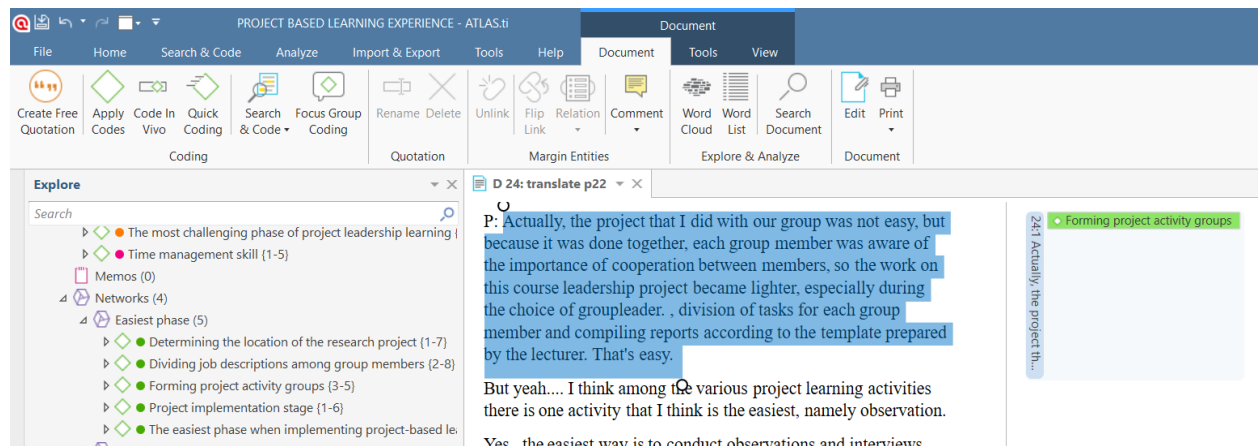 PROJECT BASED LEARNING EXPERIENCE - ATLAS.ti
Document
File Home Search & Code Analyze Import & Export Tools Help Document Tools View
Create Free Quotation
Apply Codes
Code In Vivo
Quick Coding
Search & Code
Focus Group Coding
Rename
Delete
Unlink
Flip Link
Relation
Comment
Word Cloud
Word List
Search Document
Edit
Print
Coding
Quotation
Margin Entities
Explore & Analyze
Document
Explore
Search
The most challenging phase of project leadership learning
Time management skill {1-5}
Memos (0)
Networks (4)
Easiest phase (5)
Determining the location of the research project {1-7}
Dividing job descriptions among group members {2-8}
Forming project activity groups {3-5}
Project implementation stage {1-6}
The easiest phase when implementing project-based
D 24: translate p22
P: Actually, the project that I did with our group was not easy, but
because it was done together, each group member was aware of
the importance of cooperation between members, so the work on
this course leadership project became lighter, especially during
the choice of groupleader. , division of tasks for each group
member and compiling reports according to the template prepared
by the lecturer. That's easy.
But yeah.... I think among the various project learning activities
there is one activity that I think is the easiest, namely observation.
Yes, the easiest way is to conduct observations and interviews
24:1 Actually, the project th...
Forming project activity groups